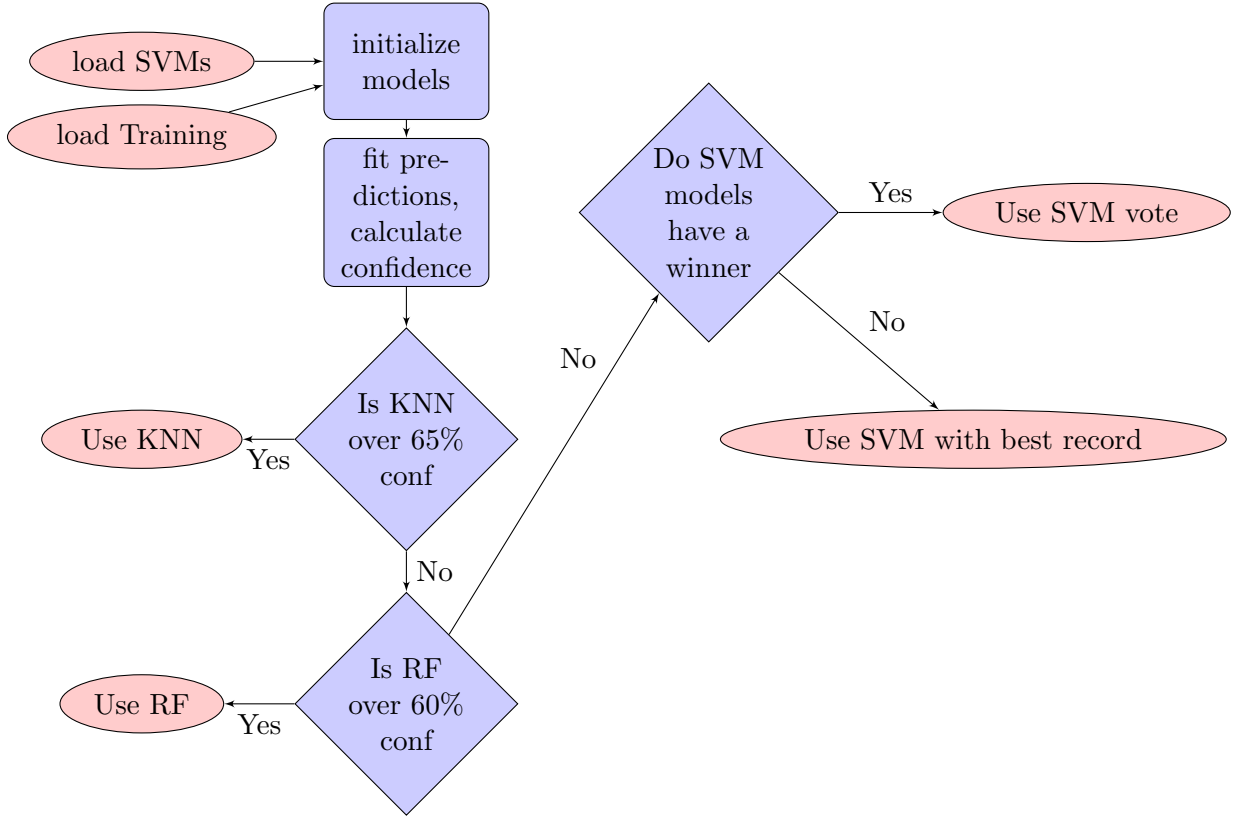 load SVMs
load Training
initialize
models
fit pre-
dictions,
calculate
confidence
Is KNN
over 65%
conf
Yes
Use KNN
No
Is RF
over 60%
conf
Yes
Use RF
No
Do SVM
models
have a
winner
Yes
Use SVM vote
No
Use SVM with best record